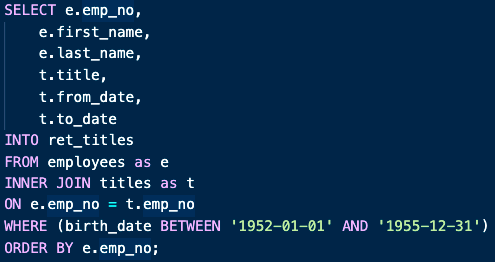 SELECT e.emp_no,
    e.first_name,
    e.last_name,
    t.title,
    t.from_date,
    t.to_date
INTO ret_titles
FROM employees as e
INNER JOIN titles as t
ON e.emp_no = t.emp_no
WHERE (birth_date BETWEEN '1952-01-01' AND '1955-12-31')
ORDER BY e.emp_no;